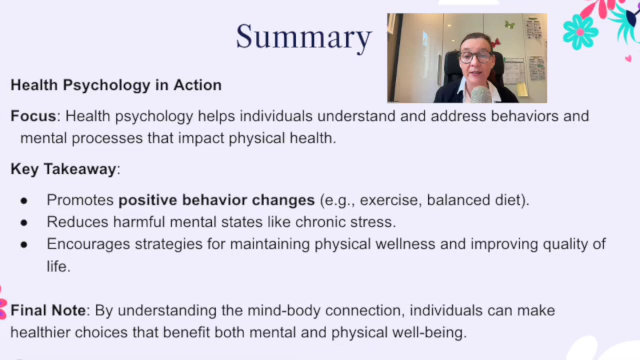 Summary
Health Psychology in Action
Focus: Health psychology helps individuals understand and address behaviors and
mental processes that impact physical health.
Key Takeaway:
● Promotes positive behavior changes (e.g., exercise, balanced diet).
● Reduces harmful mental states like chronic stress.
● Encourages strategies for maintaining physical wellness and improving quality of
life.
Final Note: By understanding the mind-body connection, individuals can make
healthier choices that benefit both mental and physical well-being.